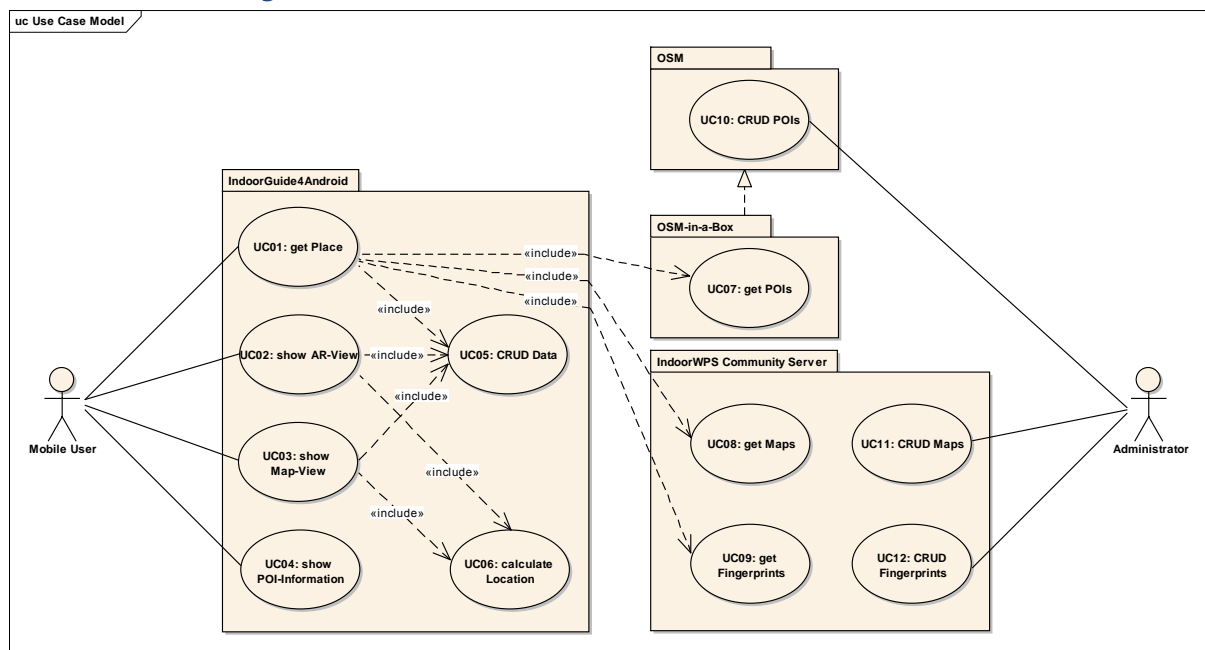 uc Use Case Model
OSM
UC10: CRUD POIs
IndoorGuide4Android
OSM-in-a-Box
UC01: get Place
«include»
UC07: get POIs
«include»
«include»
«include»
UC02: show AR-View
«include»
UC05: CRUD Data
IndoorWPS Community Server
«include»
Mobile User
Administrator
UC03: show
Map-View
UC08: get Maps
UC11: CRUD Maps
«include»
«include»
UC04: show
POI-Information
UC06: calculate
Location
UC09: get
Fingerprints
UC12: CRUD
Fingerprints